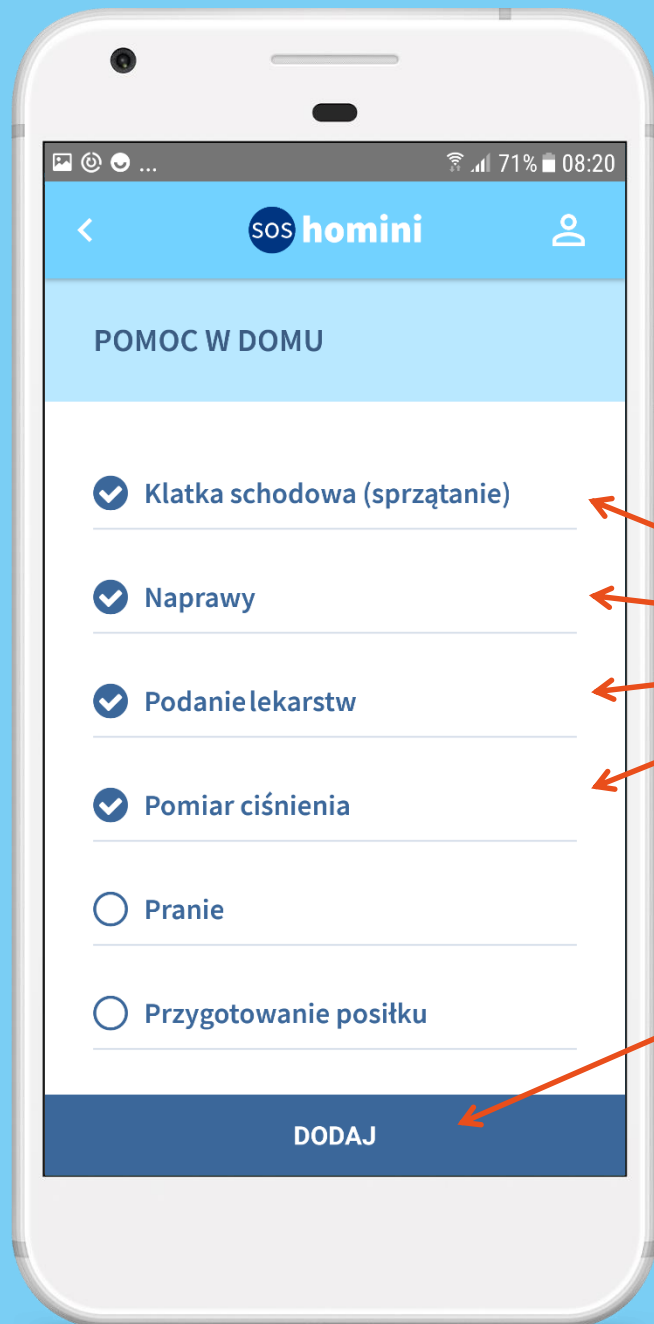 ... 71% 08:20
sos homini
POMOC W DOMU
Klatka schodowa (sprzątanie)
Naprawy
Podanie lekarstw
Pomiar ciśnienia
Pranie
Przygotowanie posiłku
DODAJ